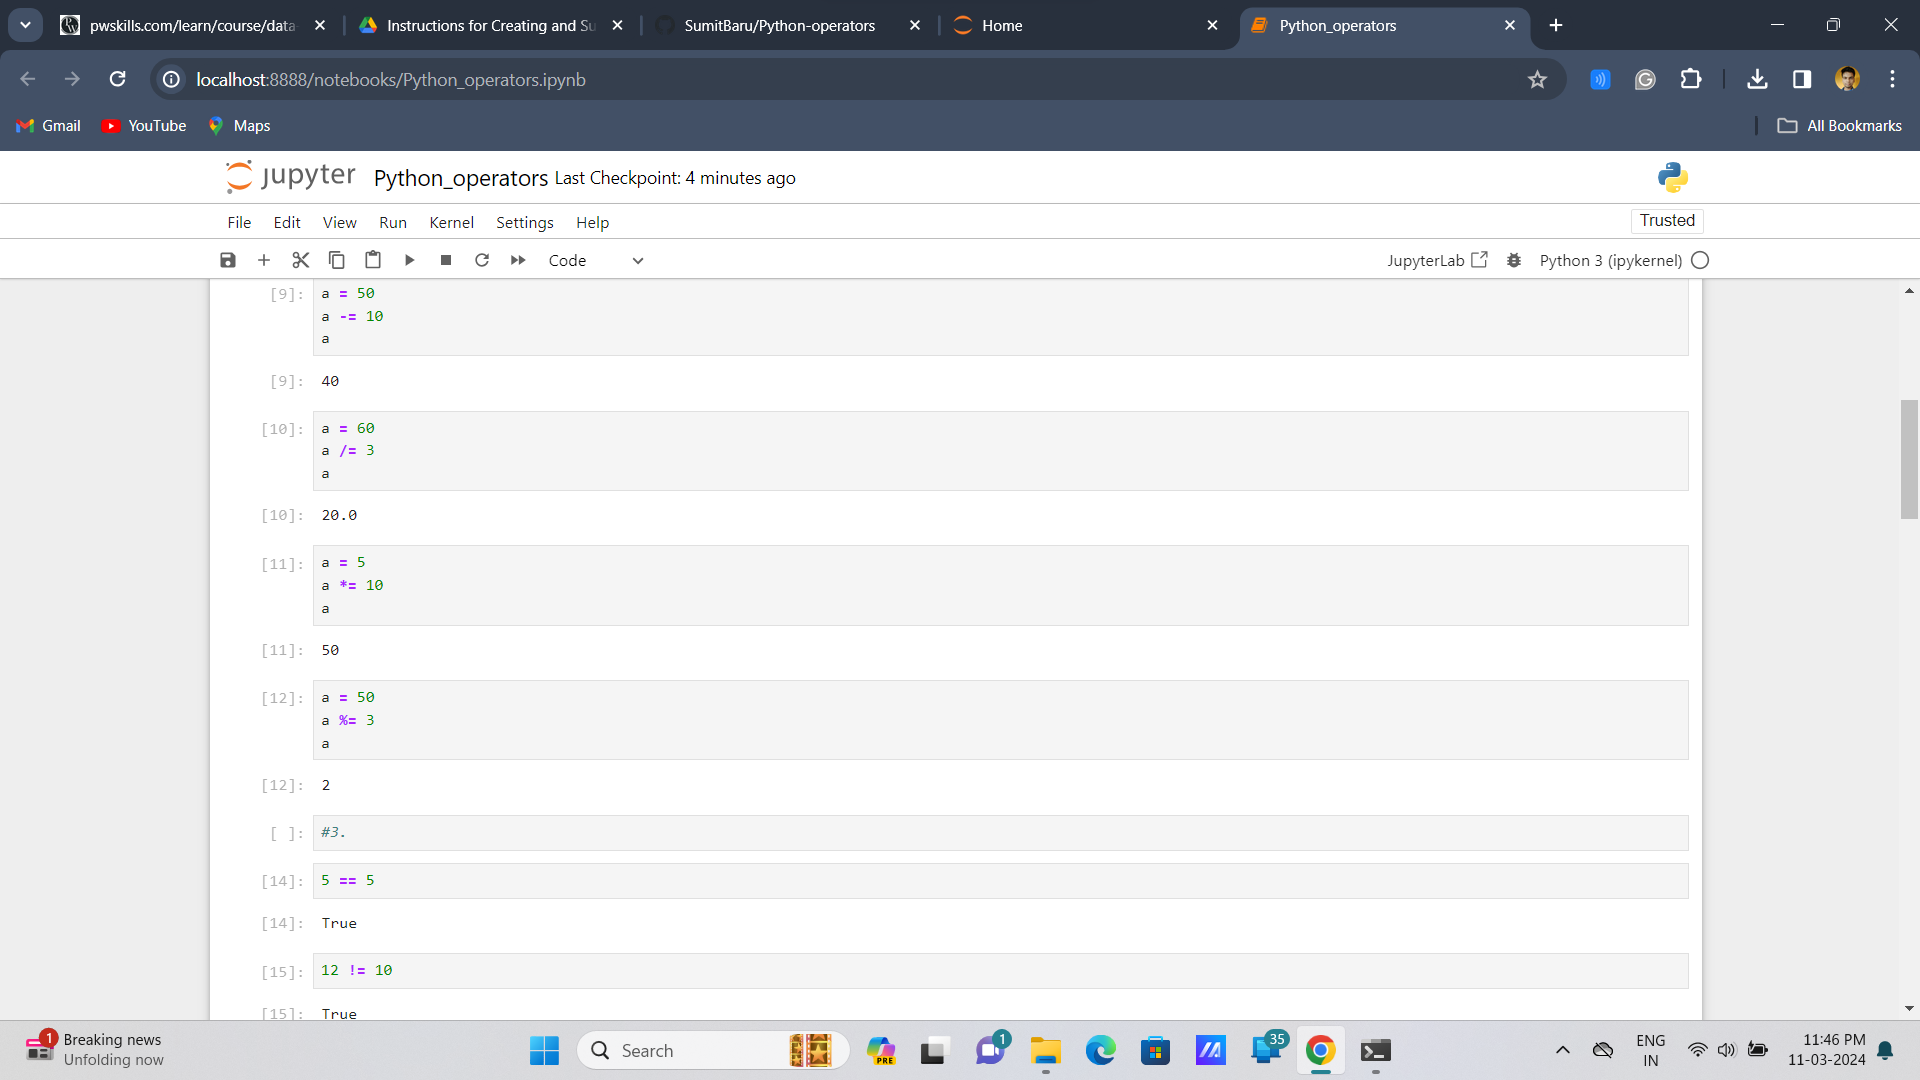 pwskills.com/learn/course/data-
Instructions for Creating and Su
SumitBaru/Python-operators
Home
Python_operators
localhost:8888/notebooks/Python_operators.ipynb
Gmail
YouTube
Maps
All Bookmarks
jupyter
Python_operators
Last Checkpoint: 4 minutes ago
File
Edit
View
Run
Kernel
Settings
Help
Trusted
Code
JupyterLab
Python 3 (ipykernel)
[9]:
a = 50
a -= 10
a
[9]:
40
[10]:
a = 60
a /= 3
a
[10]:
20.0
[11]:
a = 5
a *= 10
a
[11]:
50
[12]:
a = 50
a %= 3
a
[12]:
2
[ ]:
#3.
[14]:
5 == 5
[14]:
True
[15]:
12 != 10
[15]:
True
1
Breaking news
Unfolding now
Search
PRE
1
35
ENG
IN
11:46 PM
11-03-2024